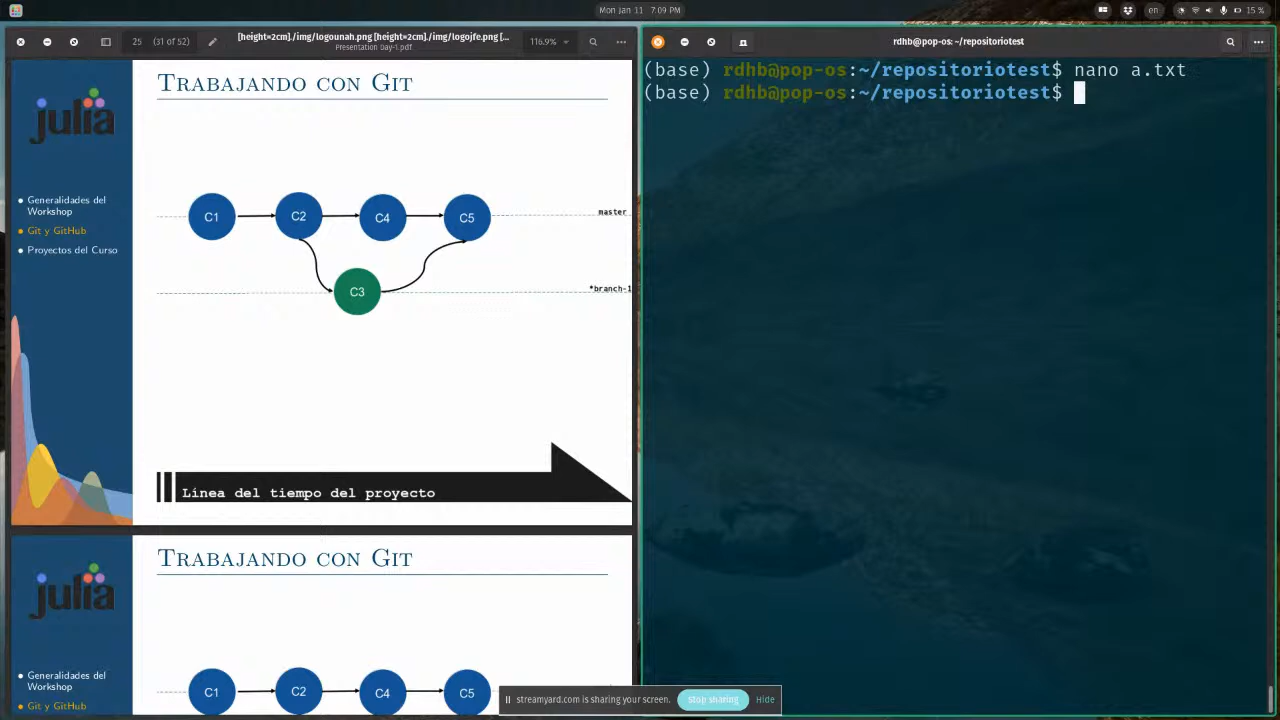 Mon Jan 11 7:09 PM
en
15 %
25 (31 of 52)
[height=2cm]./img/logounah.png [height=2cm]./img/logojfe.png [...
Presentation Day-1.pdf
116.9%
TRABAJANDO CON GIT
julia
Generalidades del
Workshop
Git y GitHub
Proyectos del Curso
C1
C2
C4
C5
master
C3
*branch-1
Línea del tiempo del proyecto
TRABAJANDO CON GIT
julia
Generalidades del
Workshop
Git y GitHub
C1
C2
C4
C5
rdhb@pop-os: ~/repositoriotest
(base) rdhb@pop-os:~/repositoriotest$ nano a.txt
(base) rdhb@pop-os:~/repositoriotest$
streamyard.com is sharing your screen.
Stop sharing
Hide